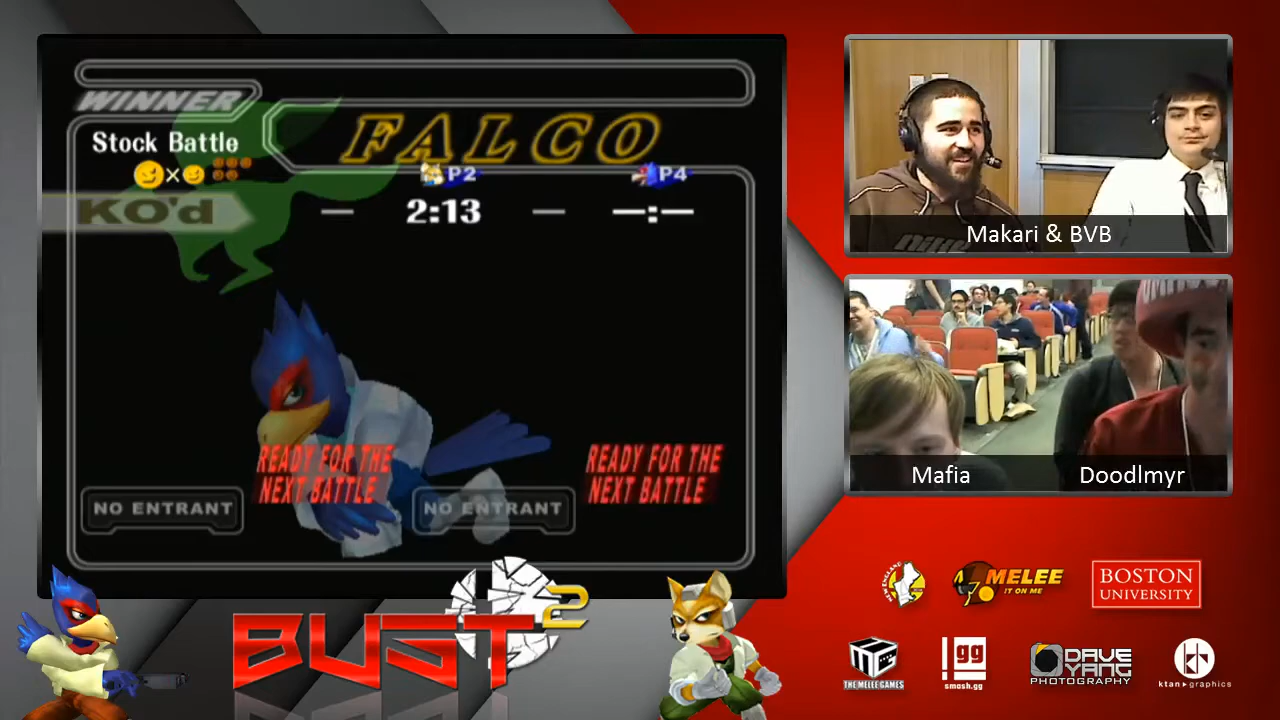 WINNER
Stock Battle
FALCO
P2
P4
KO'd
2:13
—:—
READY FOR THE
NEXT BATTLE
READY FOR THE
NEXT BATTLE
NO ENTRANT
NO ENTRANT
Makari & BVB
Mafia
Doodlmyr
BUST2
MELEE
IT ON ME
BOSTON
UNIVERSITY
THE MELEE GAMES
gg
smash.gg
DAVE
YANG
PHOTOGRAPHY
ktan graphics